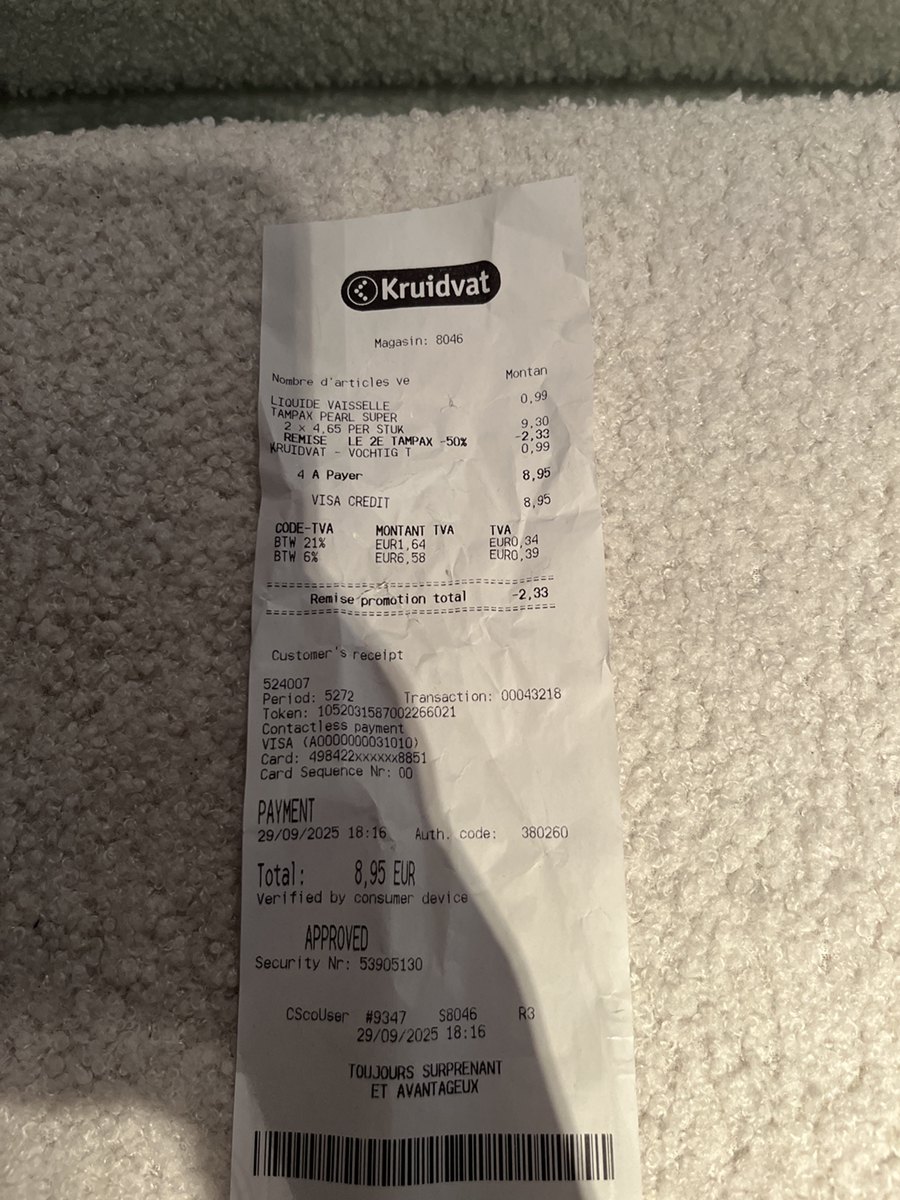 Kruidvat
Magasin: 8046
Nombre d'articles ve Montan
LIQUIDE VAISSELLE 0,99
TAMPAX PEARL SUPER
2 x 4,65 PER STUK 9,30
REMISE LE 2E TAMPAX -50% -2,33
KRUIDVAT - VOCHTIG T 0,99
4 A Payer 8,95
VISA CREDIT 8,95
CODE-TVA MONTANT TVA TVA
BTW 21% EUR1,64 EUR0,34
BTW 6% EUR6,58 EUR0,39
Remise promotion total -2,33
Customer's receipt
524007
Period: 5272 Transaction: 00043218
Token: 1052031587002266021
Contactless payment
VISA (A0000000031010)
Card: 498422xxxxxx8851
Card Sequence Nr: 00
PAYMENT
29/09/2025 18:16 Auth. code: 380260
Total: 8,95 EUR
Verified by consumer device
APPROVED
Security Nr: 53905130
CScoUser #9347 S8046 R3
29/09/2025 18:16
TOUJOURS SURPRENANT
ET AVANTAGEUX